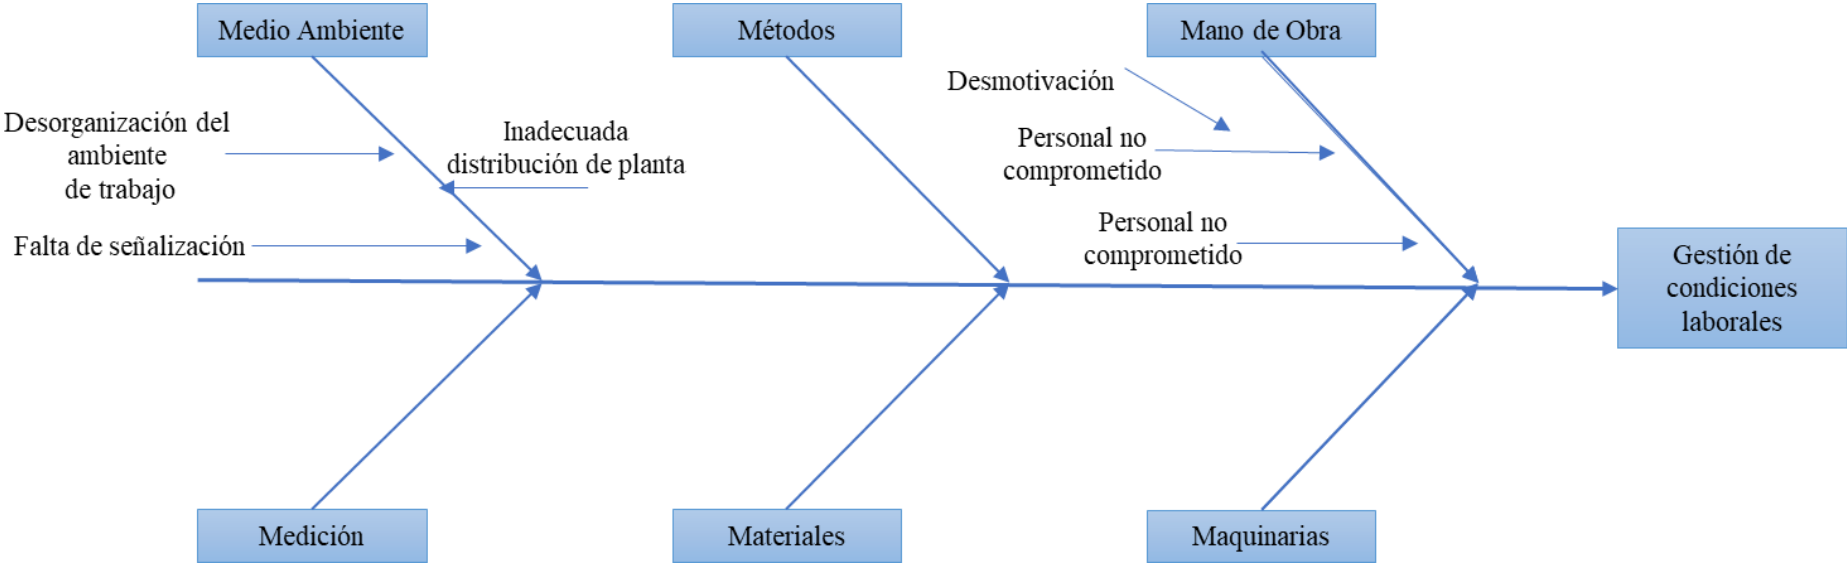 Medio Ambiente
Métodos
Mano de Obra
Desorganización del
ambiente
de trabajo
Inadecuada
distribución de planta
Falta de señalización
Desmotivación
Personal no
comprometido
Personal no
comprometido
Gestión de
condiciones
laborales
Medición
Materiales
Maquinarias